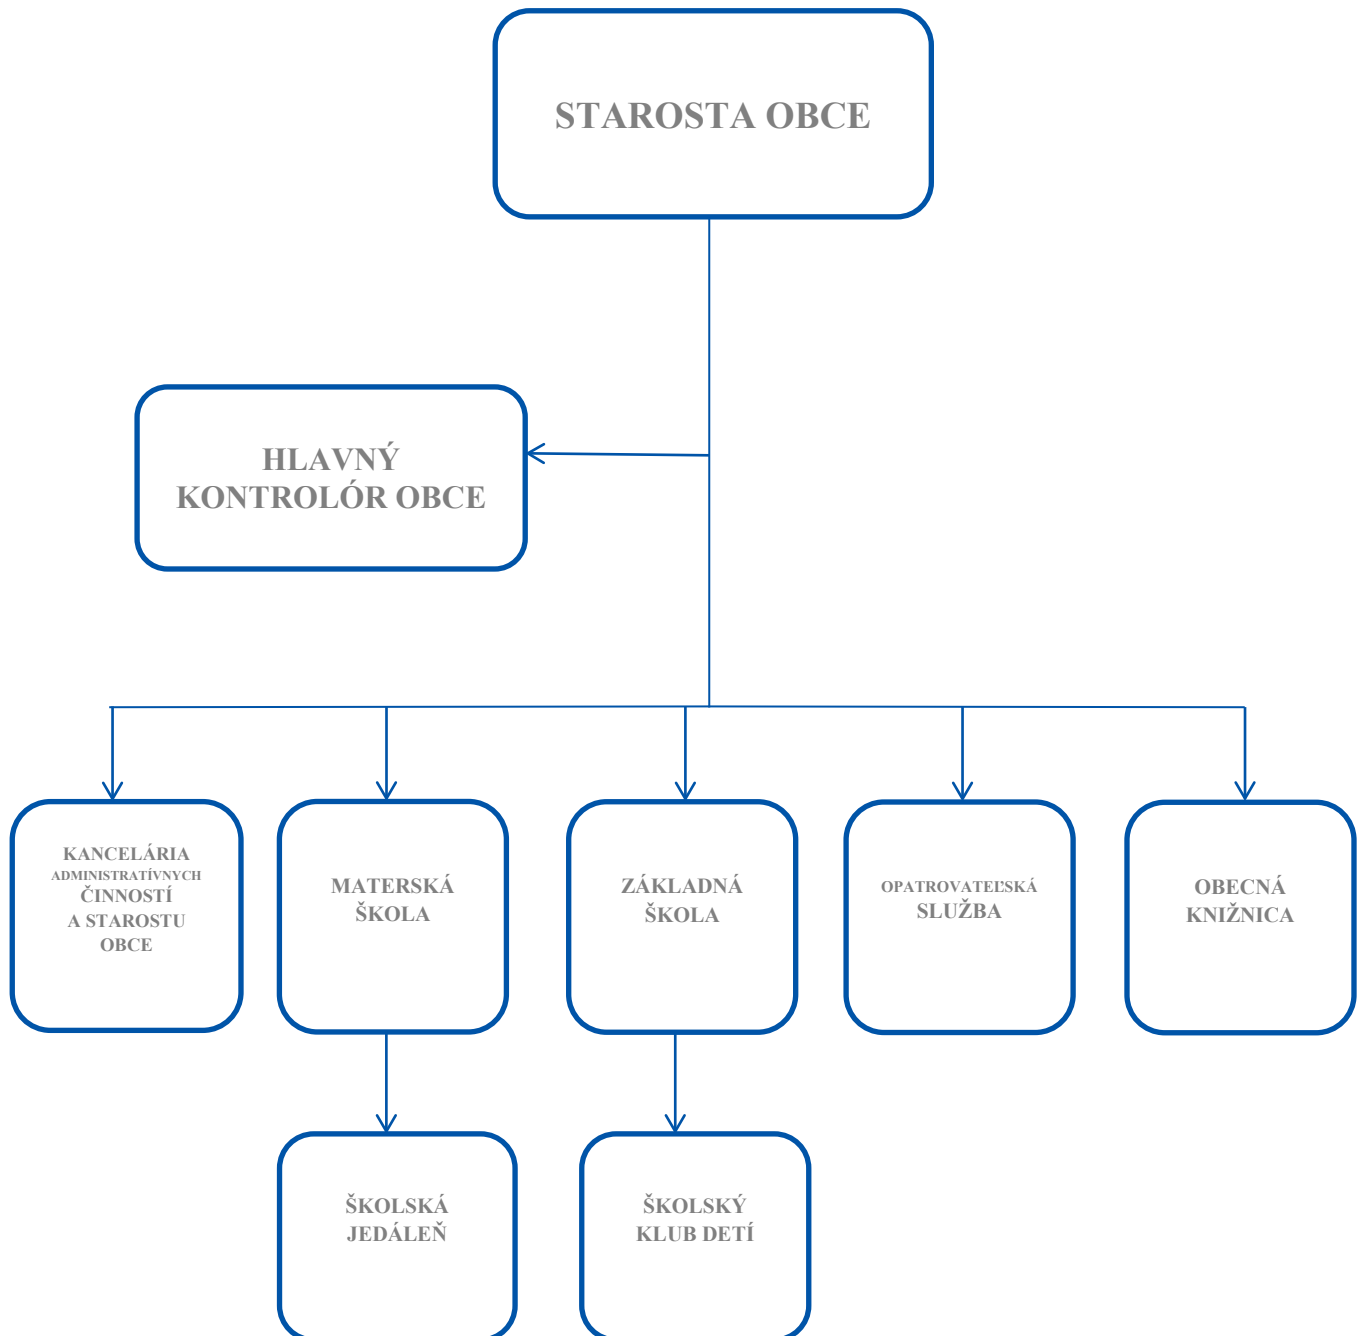 STAROSTA OBCE
HLAVNÝ
KONTROLÓR OBCE
KANCELÁRIA
ADMINISTRATÍVNYCH
ČINNOSTÍ
A STAROSTU
OBCE
MATERSKÁ
ŠKOLA
ZÁKLADNÁ
ŠKOLA
OPATROVATEĽSKÁ
SLUŽBA
OBECNÁ
KNIŽNICA
ŠKOLSKÁ
JEDÁLEŇ
ŠKOLSKÝ
KLUB DETÍ